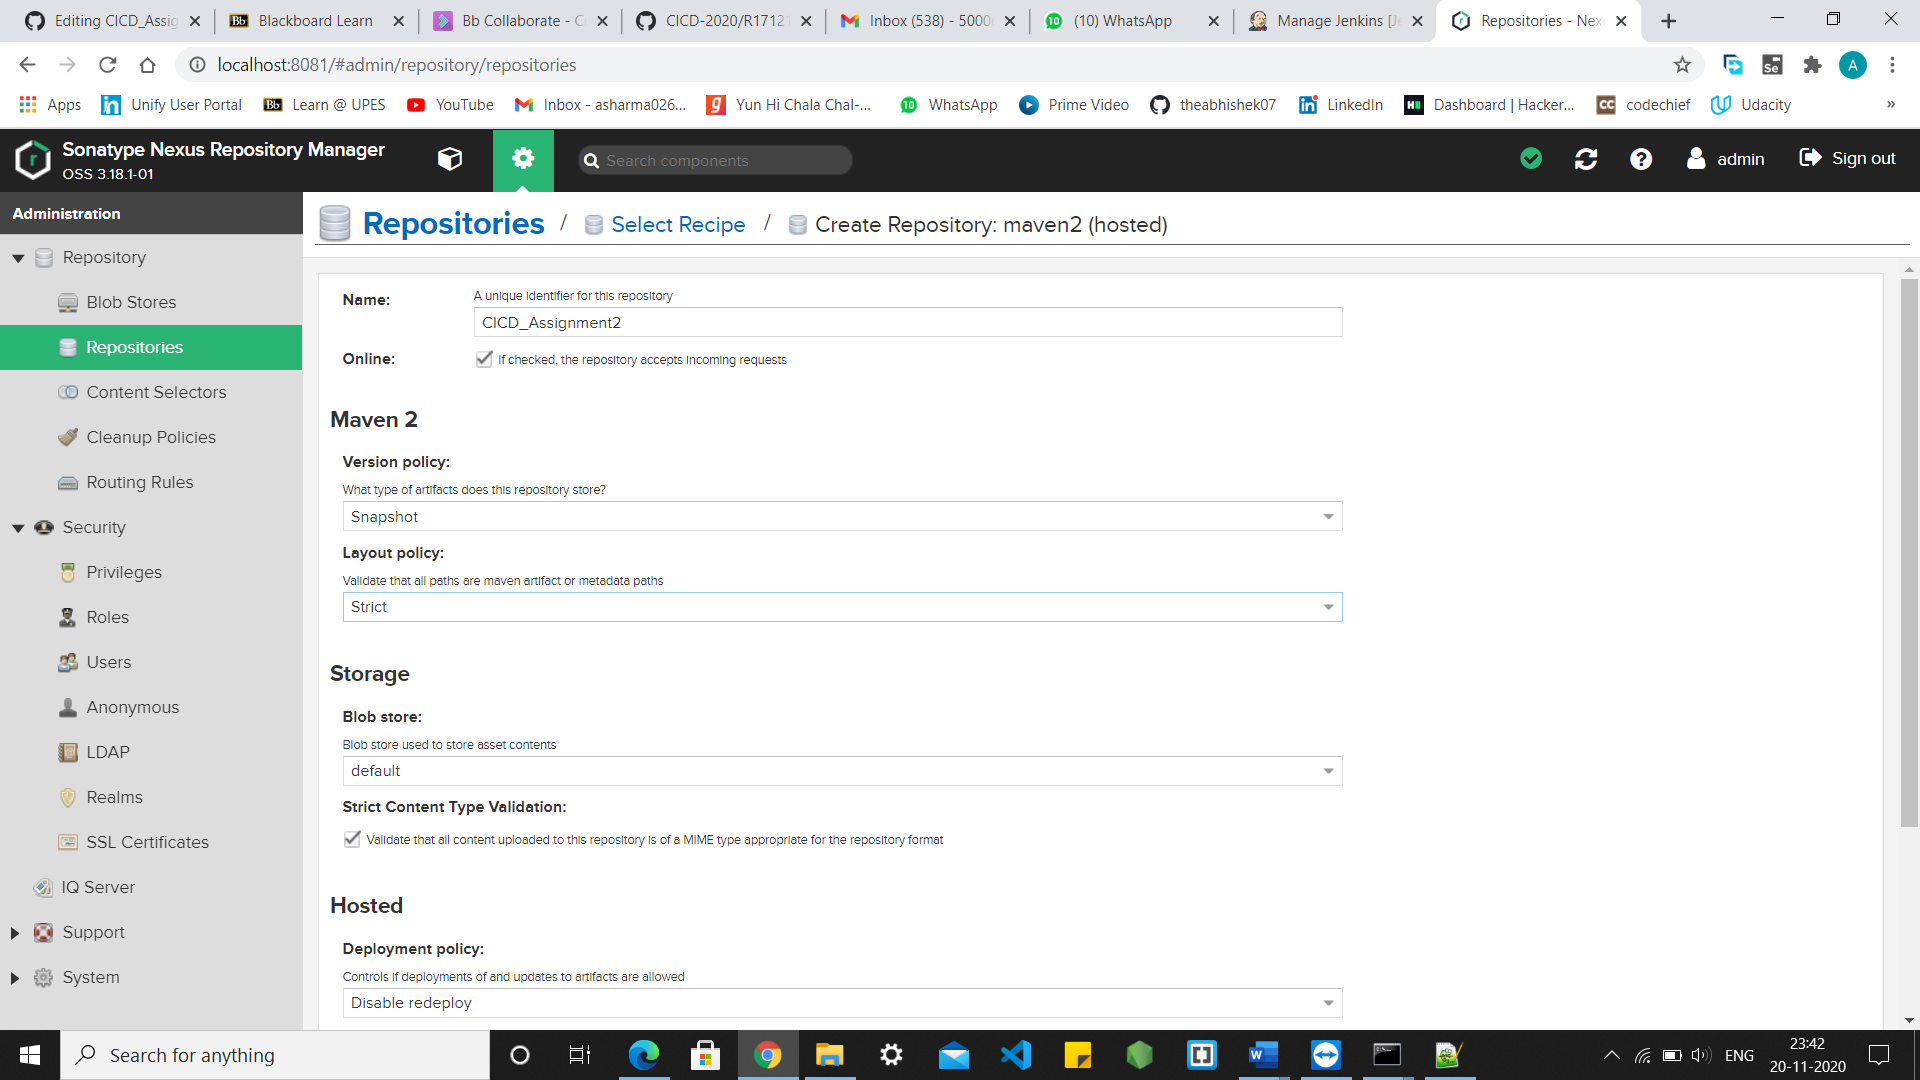 Editing CICD_Assig
Blackboard Learn
Bb Collaborate - C
CICD-2020/R1712
Inbox (538) - 5000
(10) WhatsApp
Manage Jenkins [Je
Repositories - Nex
localhost:8081/#admin/repository/repositories
Apps
Unify User Portal
Learn @ UPES
YouTube
Inbox - asharma026...
Yun Hi Chala Chal-...
WhatsApp
Prime Video
theabhishek07
LinkedIn
Dashboard | Hacker...
codechief
Udacity
»
Sonatype Nexus Repository Manager
OSS 3.18.1-01
Search components
admin
Sign out
Administration
Repository
Blob Stores
Repositories
Content Selectors
Cleanup Policies
Routing Rules
Security
Privileges
Roles
Users
Anonymous
LDAP
Realms
SSL Certificates
IQ Server
Support
System
Repositories / Select Recipe / Create Repository: maven2 (hosted)
Name:
A unique identifier for this repository
CICD_Assignment2
Online:
If checked, the repository accepts incoming requests
Maven 2
Version policy:
What type of artifacts does this repository store?
Snapshot
Layout policy:
Validate that all paths are maven artifact or metadata paths
Strict
Storage
Blob store:
Blob store used to store asset contents
default
Strict Content Type Validation:
Validate that all content uploaded to this repository is of a MIME type appropriate for the repository format
Hosted
Deployment policy:
Controls if deployments of and updates to artifacts are allowed
Disable redeploy
Search for anything
ENG
23:42
20-11-2020